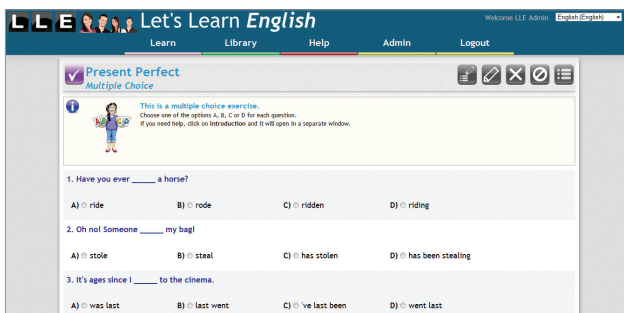 LLE Let's Learn English
Welcome LLE Admin English (English)
Learn Library Help Admin Logout
Present Perfect
Multiple Choice
This is a multiple choice exercise.
Choose one of the options A, B, C or D for each question.
If you need help, click on Introduction and it will open in a separate window.
A B C D
1. Have you ever _____ a horse?
A) ride B) rode C) ridden D) riding
2. Oh no! Someone _____ my bag!
A) stole B) steal C) has stolen D) has been stealing
3. It's ages since I _____ to the cinema.
A) was last B) last went C) 've last been D) went last